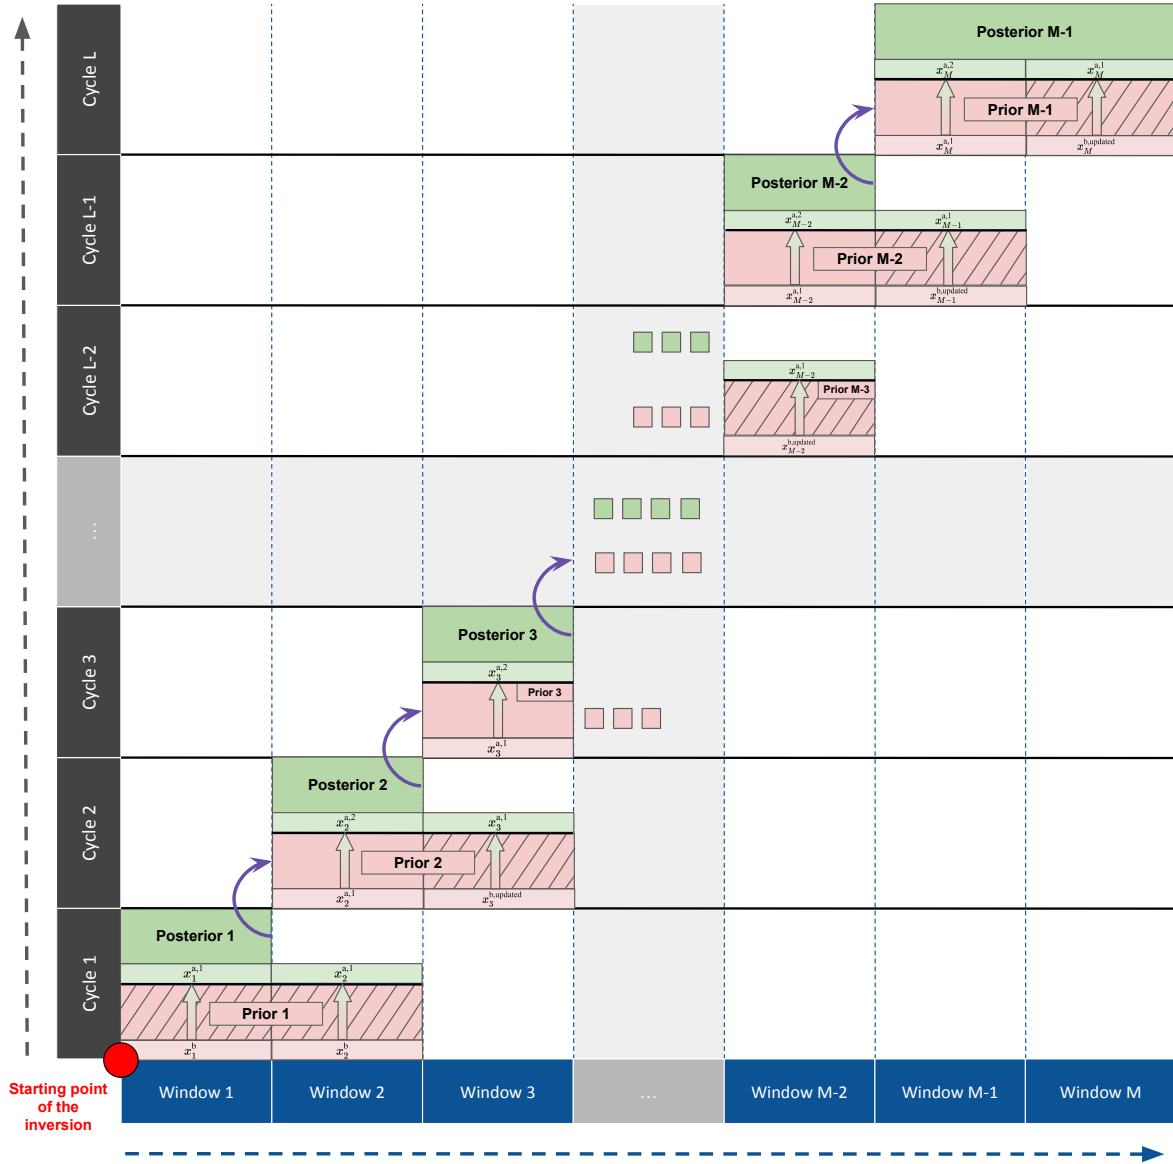 Cycle L
Posterior M-1
x_M^{a,2}
x_M^{a,1}
Prior M-1
x_M^{a,1}
x_M^{b,updated}
Cycle L-1
Posterior M-2
x_{M-2}^{a,2}
x_{M-1}^{a,1}
Prior M-2
x_{M-2}^{a,1}
x_{M-1}^{b,updated}
Cycle L-2
x_{M-2}^{a,1}
Prior M-3
x_{M-2}^{b,updated}
...
Cycle 3
Posterior 3
x_3^{a,2}
Prior 3
x_3^{a,1}
Cycle 2
Posterior 2
x_2^{a,2}
x_3^{a,1}
Prior 2
x_2^{a,1}
x_3^{b,updated}
Cycle 1
Posterior 1
x_1^{a,1}
x_2^{a,1}
Prior 1
x_1^b
x_2^b
Starting point
of the
inversion
Window 1
Window 2
Window 3
...
Window M-2
Window M-1
Window M